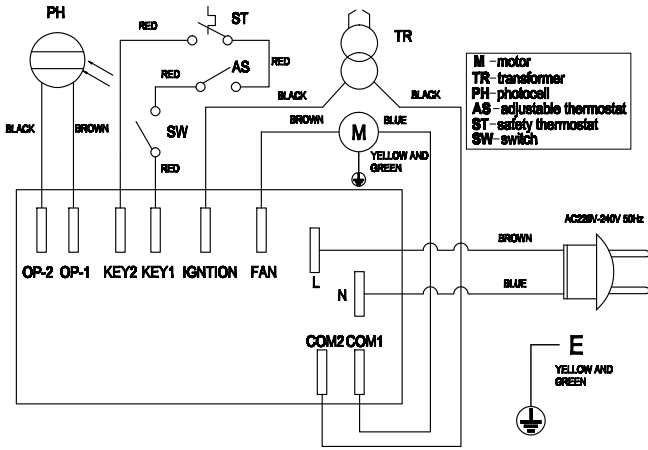 PH
RED
ST
TR
RED
AS
RED
BLACK
BLACK
SW
BLACK
BROWN
BROWN
BLUE
M
RED
YELLOW AND
GREEN
M-motor
TR-transformer
PH-photocell
AS-adjustable thermostat
ST-safety thermostat
SW-switch
AC220V-240V 50Hz
OP-2
OP-1
KEY2
KEY1
IGNTION
FAN
L
BROWN
N
BLUE
COM2
COM1
E
YELLOW AND
GREEN